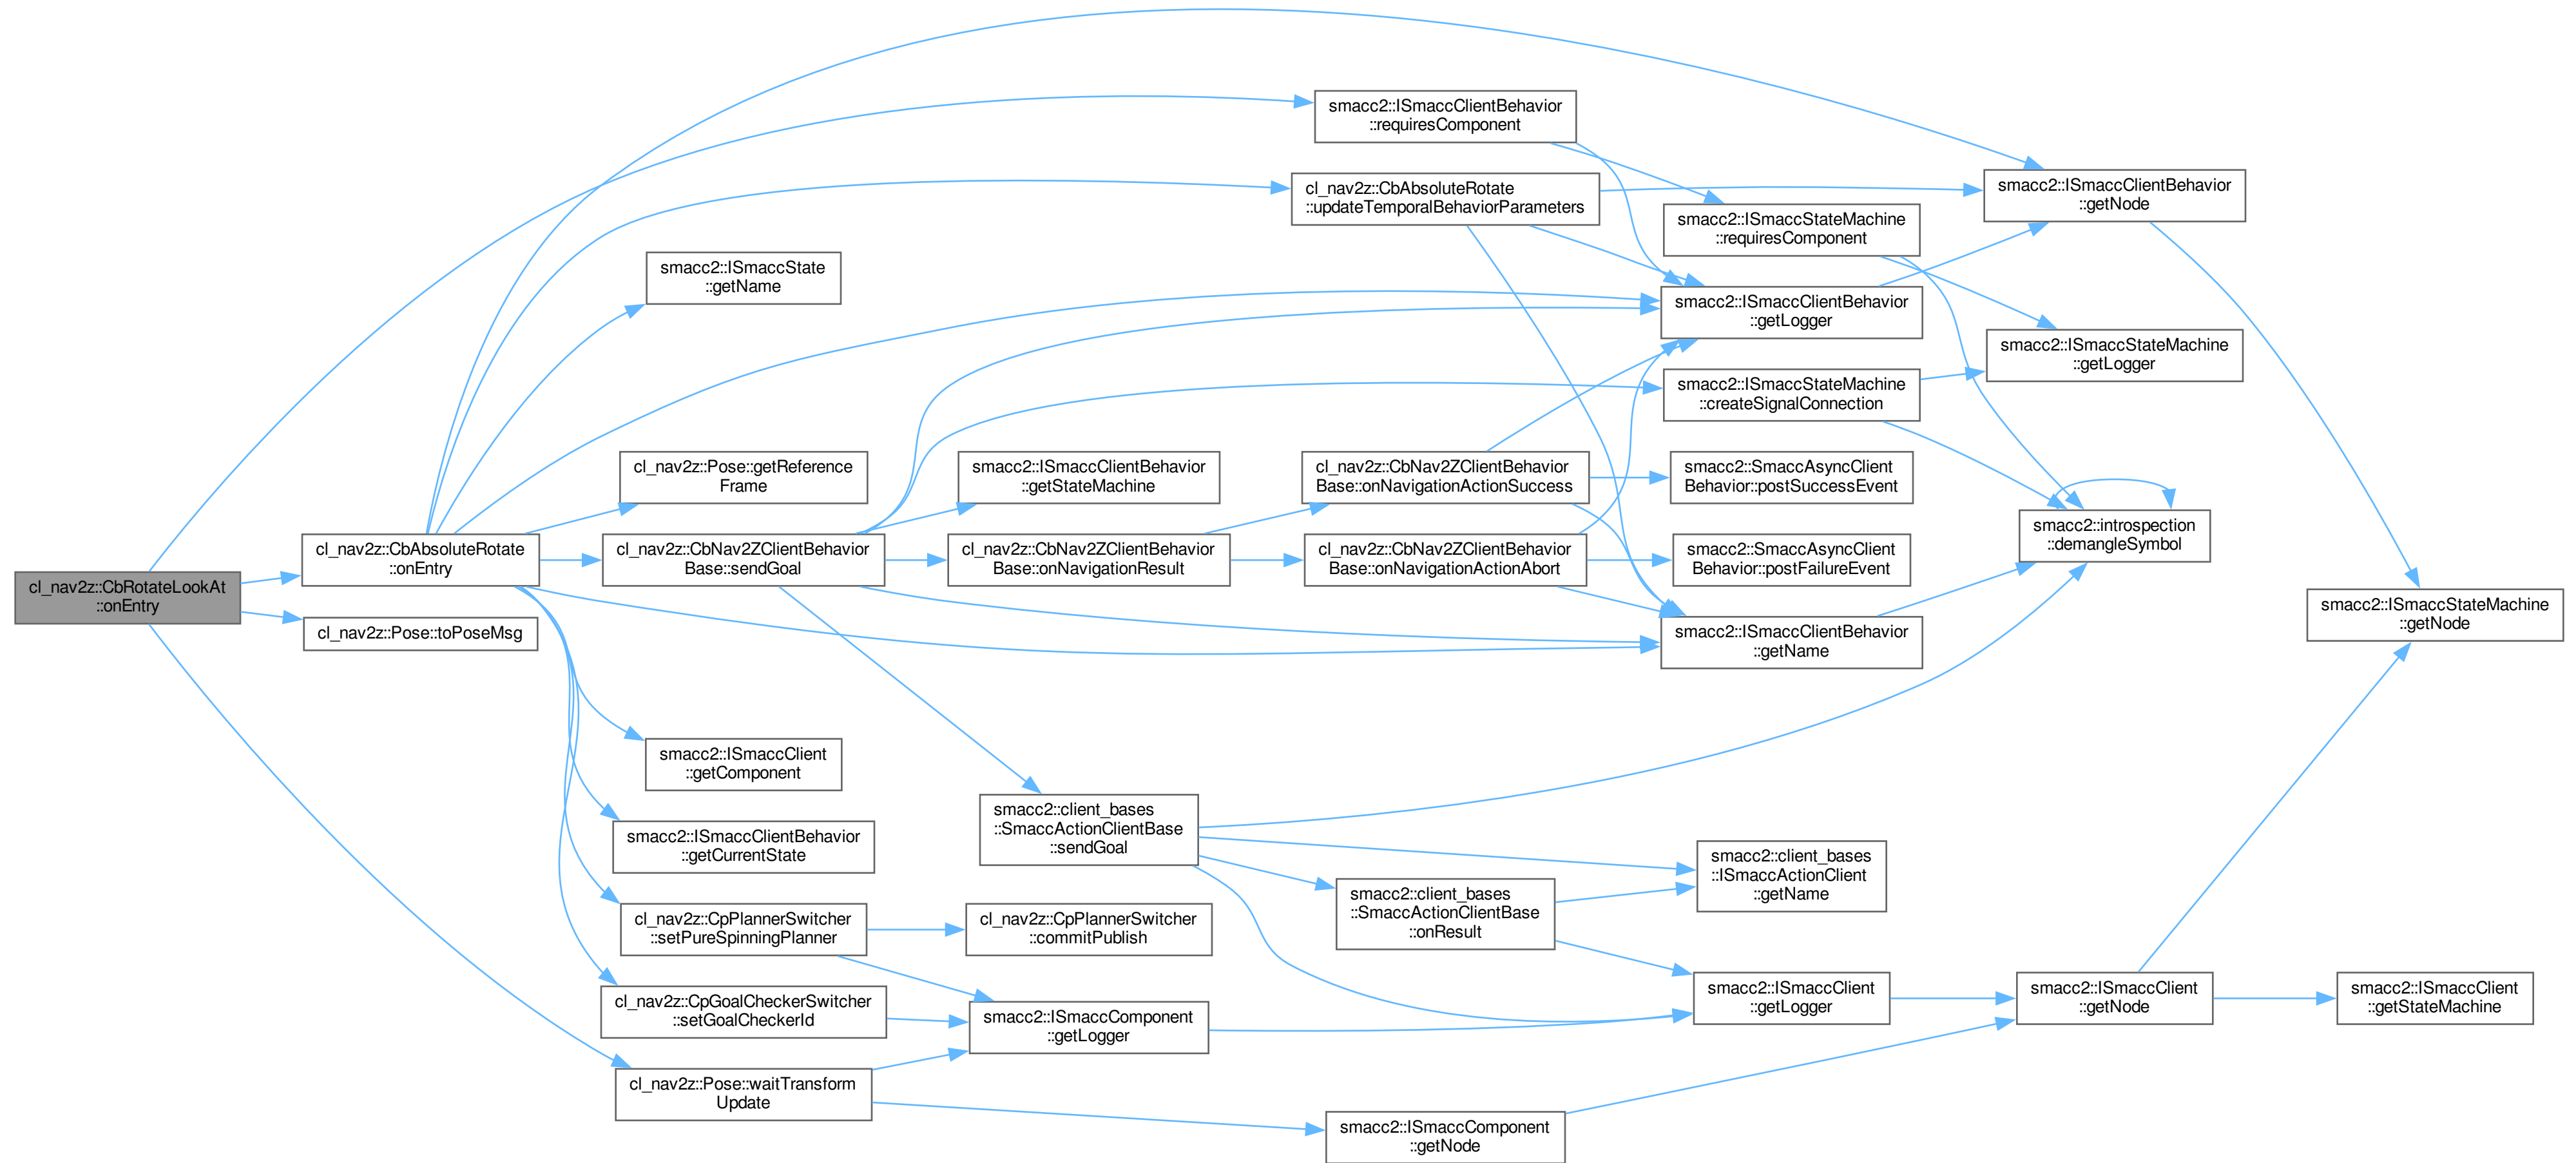 cl_nav2z::CbRotateLookAt
::onEntry
cl_nav2z::CbAbsoluteRotate
::onEntry
cl_nav2z::Pose::toPoseMsg
smacc2::ISmaccState
::getName
cl_nav2z::Pose::getReference
Frame
cl_nav2z::CbNav2ZClientBehavior
Base::sendGoal
smacc2::ISmaccClient
::getComponent
smacc2::ISmaccClientBehavior
::getCurrentState
cl_nav2z::CpPlannerSwitcher
::setPureSpinningPlanner
cl_nav2z::CpGoalCheckerSwitcher
::setGoalCheckerId
cl_nav2z::Pose::waitTransform
Update
smacc2::ISmaccClientBehavior
::getStateMachine
cl_nav2z::CbNav2ZClientBehavior
Base::onNavigationResult
smacc2::client_bases
::SmaccActionClientBase
::sendGoal
cl_nav2z::CpPlannerSwitcher
::commitPublish
smacc2::ISmaccComponent
::getLogger
smacc2::ISmaccClientBehavior
::requiresComponent
cl_nav2z::CbAbsoluteRotate
::updateTemporalBehaviorParameters
cl_nav2z::CbNav2ZClientBehavior
Base::onNavigationActionSuccess
cl_nav2z::CbNav2ZClientBehavior
Base::onNavigationActionAbort
smacc2::client_bases
::SmaccActionClientBase
::onResult
smacc2::ISmaccComponent
::getNode
smacc2::ISmaccStateMachine
::requiresComponent
smacc2::ISmaccClientBehavior
::getLogger
smacc2::ISmaccStateMachine
::createSignalConnection
smacc2::SmaccAsyncClient
Behavior::postSuccessEvent
smacc2::SmaccAsyncClient
Behavior::postFailureEvent
smacc2::ISmaccClientBehavior
::getName
smacc2::client_bases
::ISmaccActionClient
::getName
smacc2::ISmaccClient
::getLogger
smacc2::ISmaccClientBehavior
::getNode
smacc2::ISmaccStateMachine
::getLogger
smacc2::introspection
::demangleSymbol
smacc2::ISmaccClient
::getNode
smacc2::ISmaccStateMachine
::getNode
smacc2::ISmaccClient
::getStateMachine